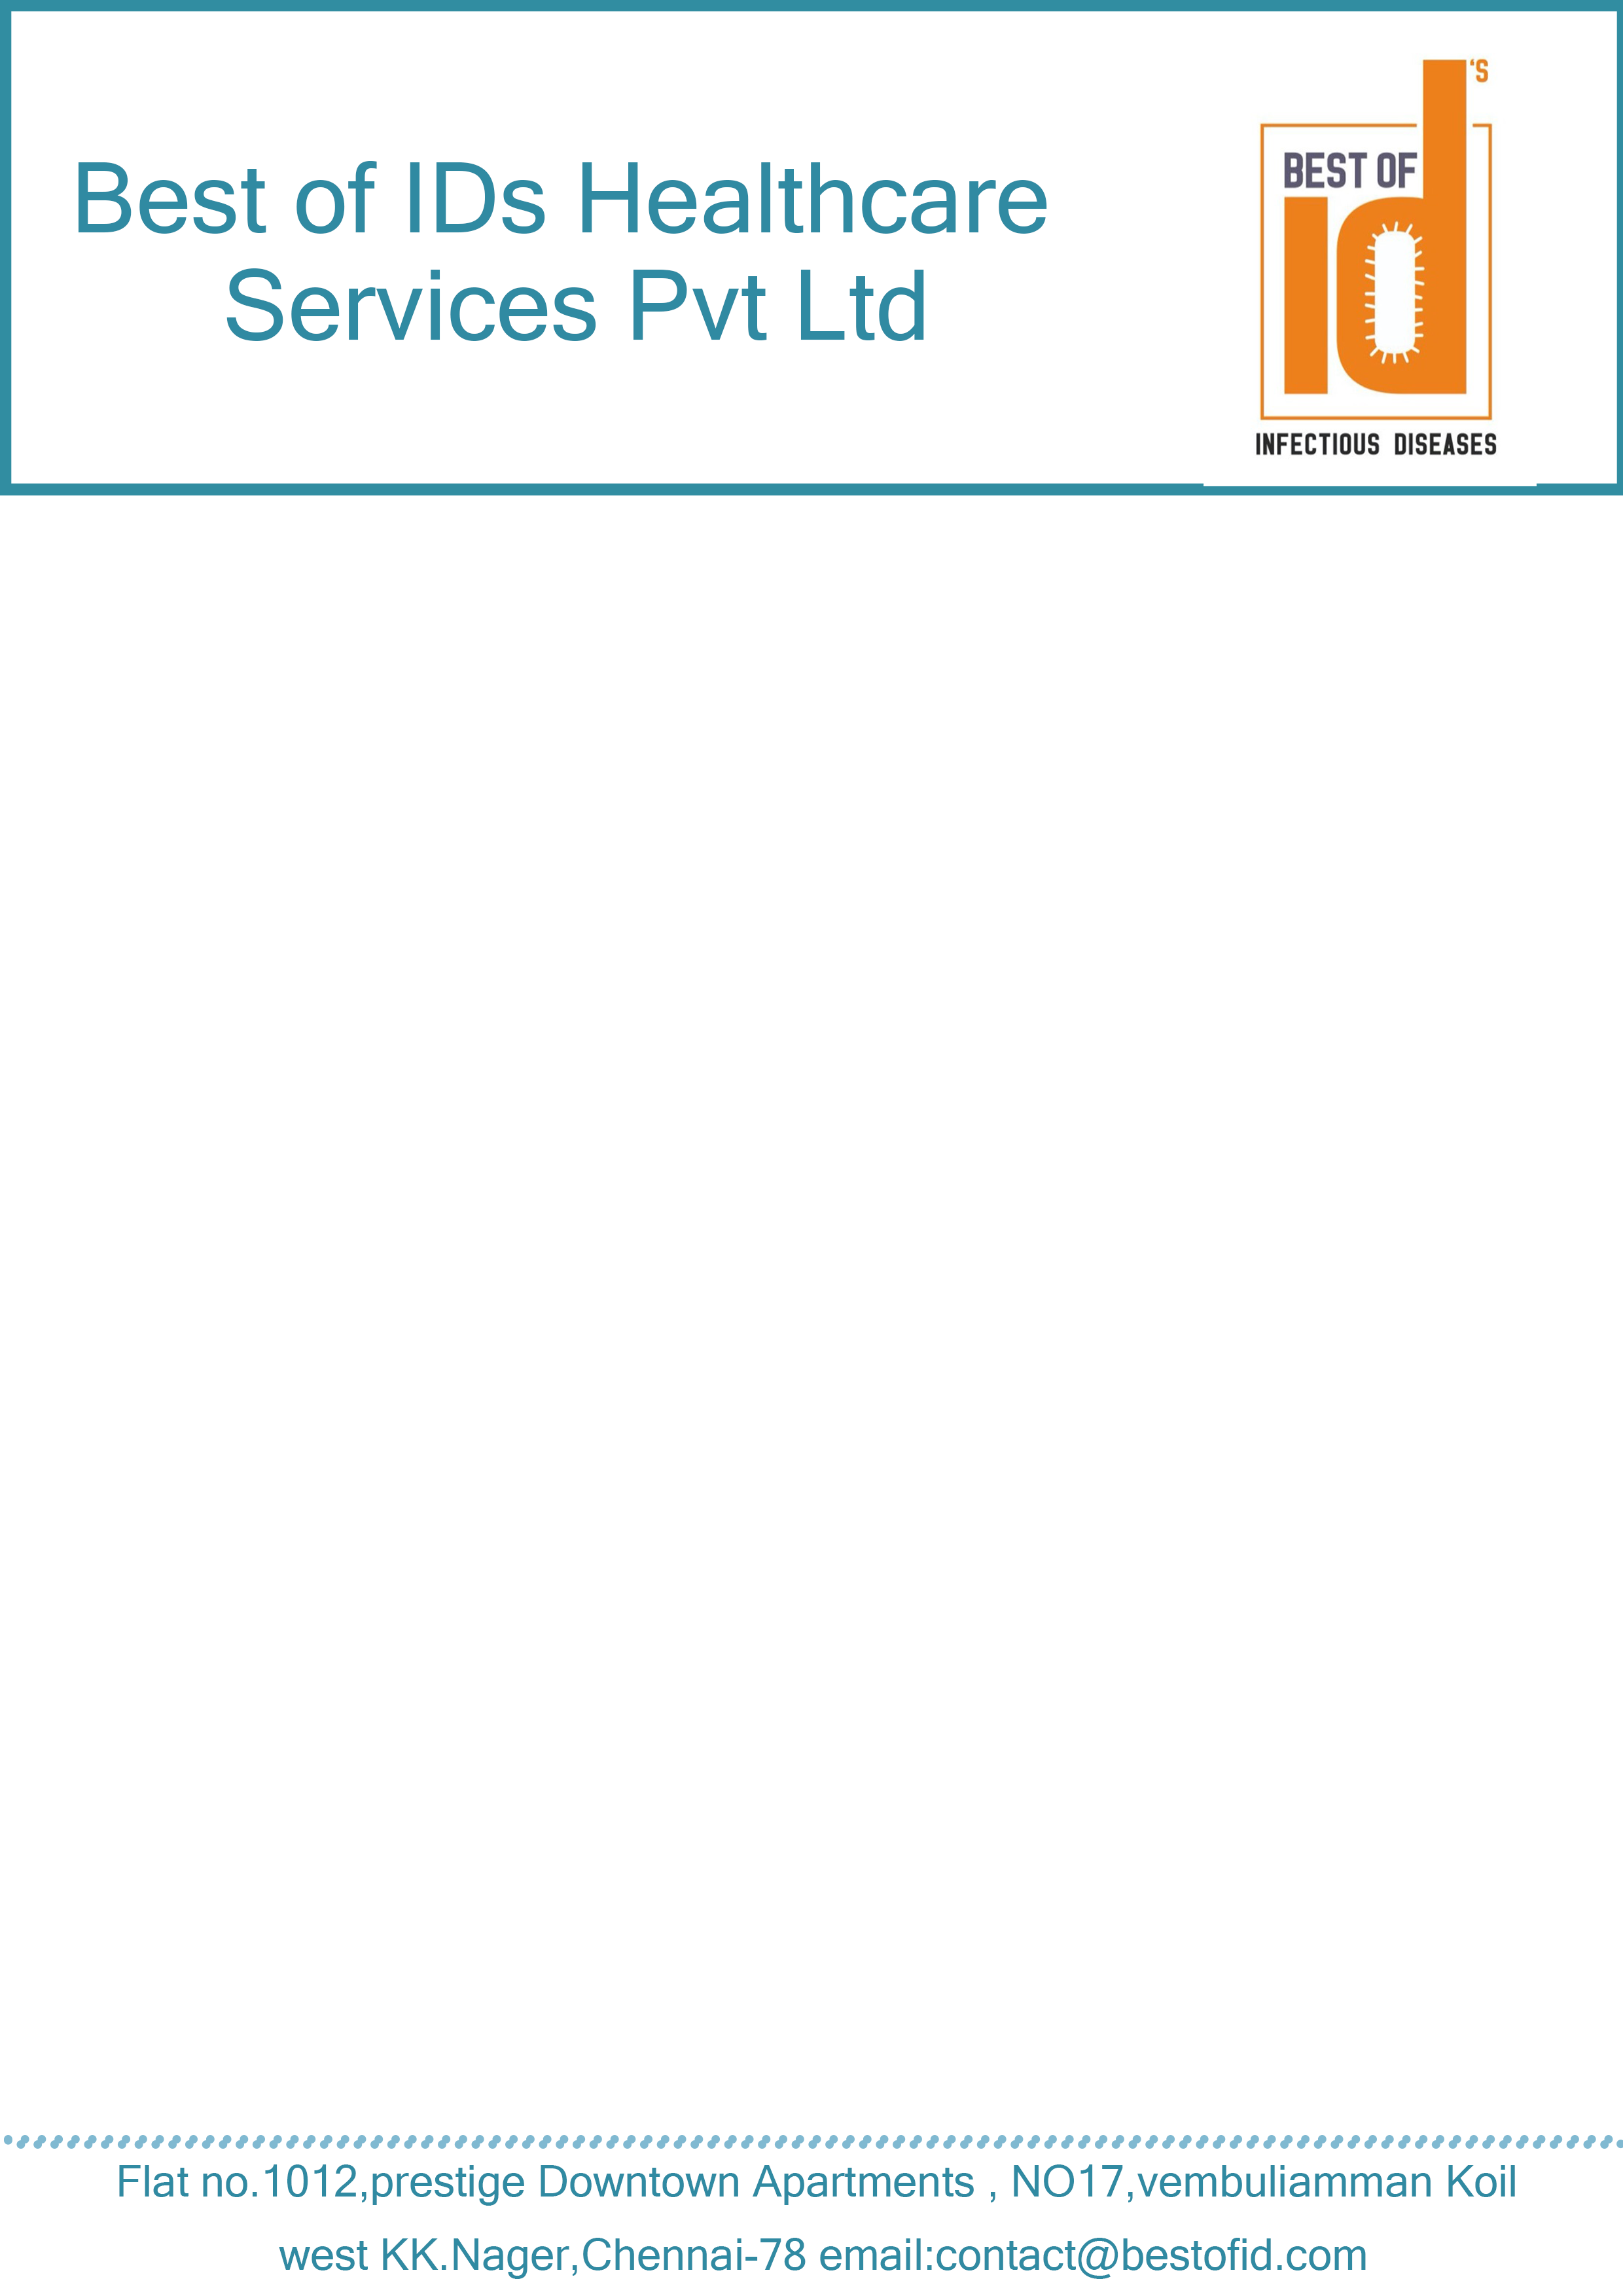 Best of IDs Healthcare
Services Pvt Ltd
'S
BEST OF
id
INFECTIOUS DISEASES
Flat no.1012,prestige Downtown Apartments , NO17,vembuliamman Koil
west KK.Nager,Chennai-78 email:contact@bestofid.com